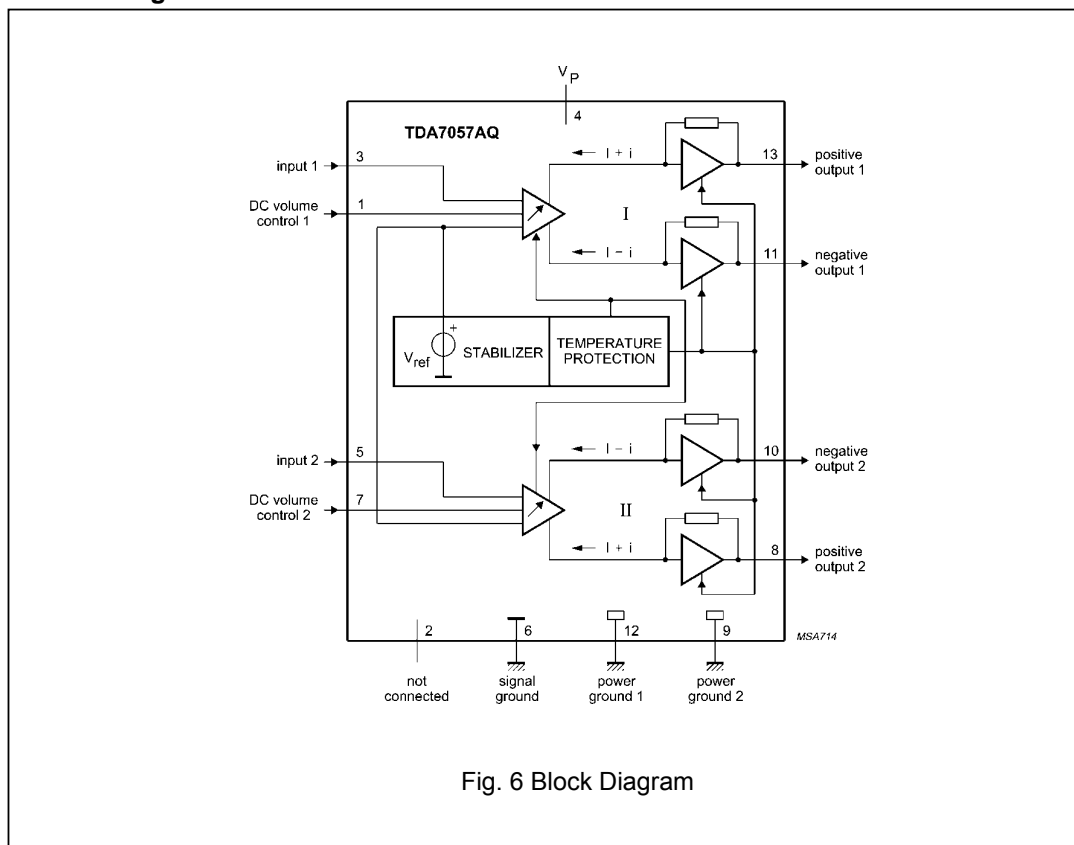 V_P
4
TDA7057AQ
3
input 1
I + i
13
positive
output 1
1
DC volume
control 1
I
I – i
11
negative
output 1
+
V_ref
STABILIZER
TEMPERATURE
PROTECTION
5
input 2
I – i
10
negative
output 2
7
DC volume
control 2
II
I + i
8
positive
output 2
2
6
12
9
MSA714
not
connected
signal
ground
power
ground 1
power
ground 2
Fig. 6 Block Diagram